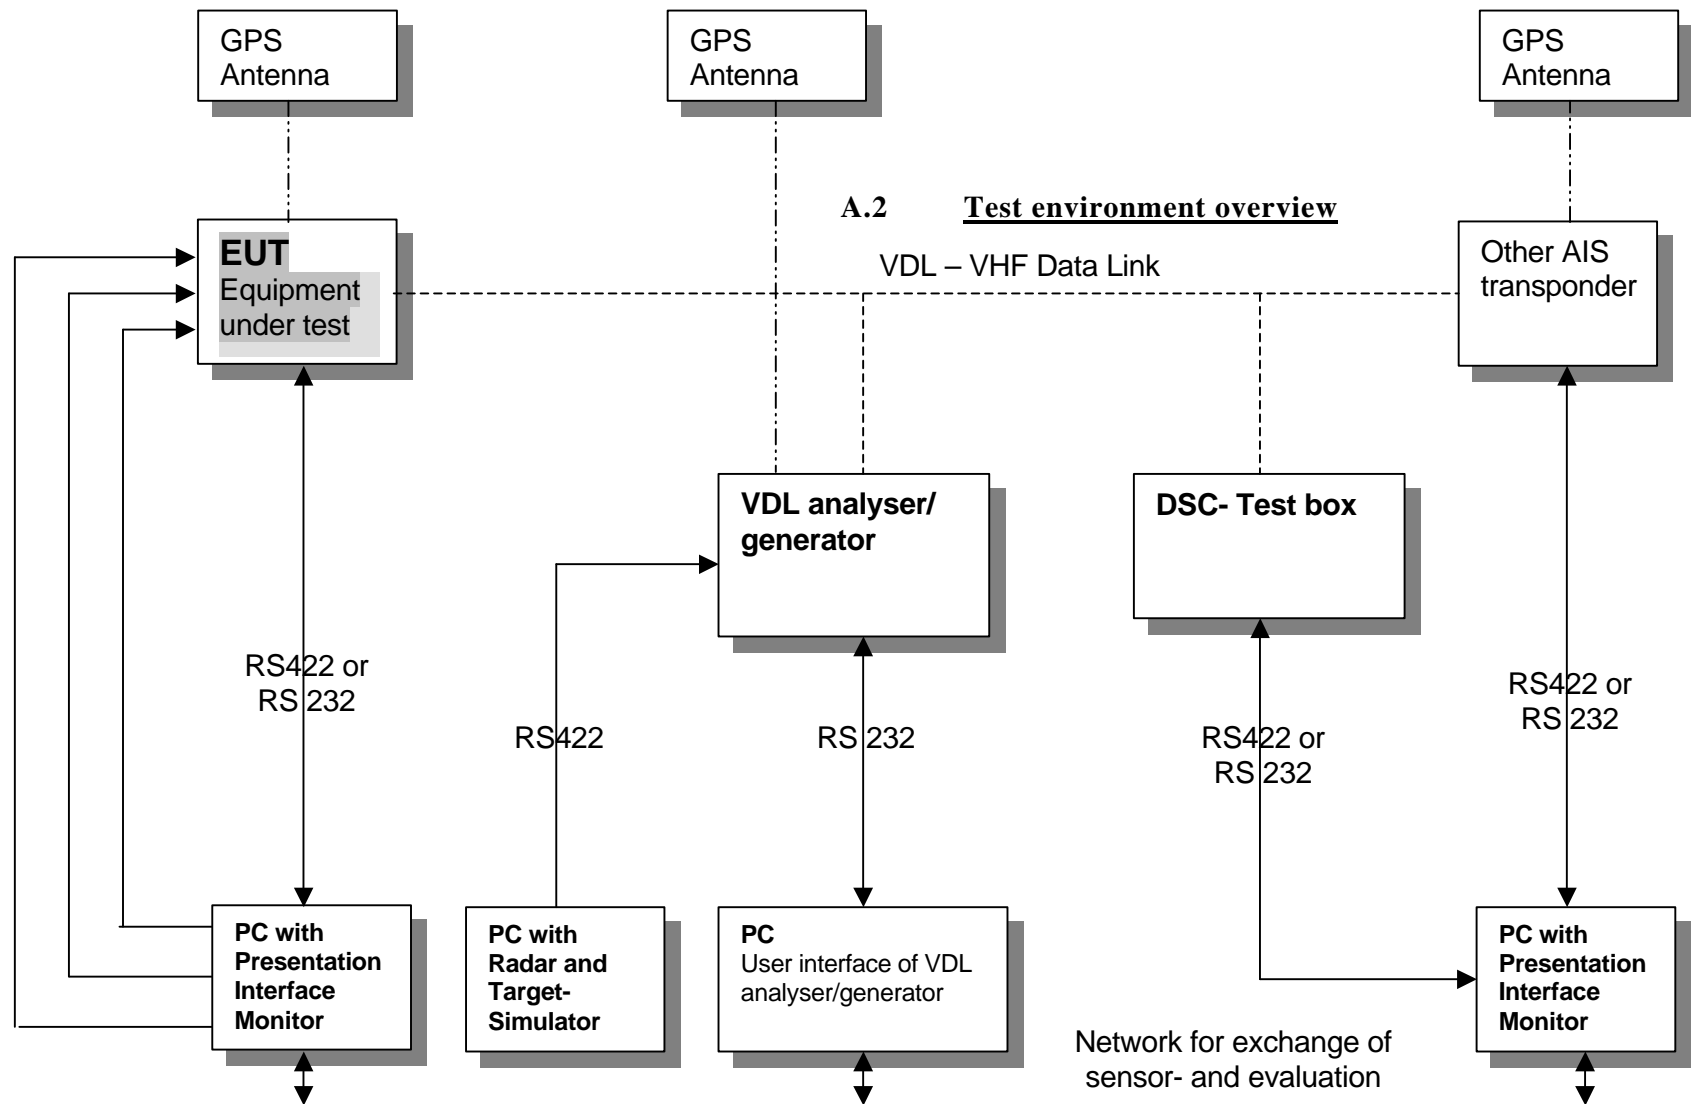 GPS
Antenna
GPS
Antenna
GPS
Antenna
A.2 Test environment overview
EUT
Equipment
under test
VDL – VHF Data Link
Other AIS
transponder
VDL analyser/
generator
DSC- Test box
RS422 or
RS 232
RS422
RS 232
RS422 or
RS 232
RS422 or
RS 232
PC with
Presentation
Interface
Monitor
PC with
Radar and
Target-
Simulator
PC
User interface of VDL
analyser/generator
PC with
Presentation
Interface
Monitor
Network for exchange of
sensor- and evaluation